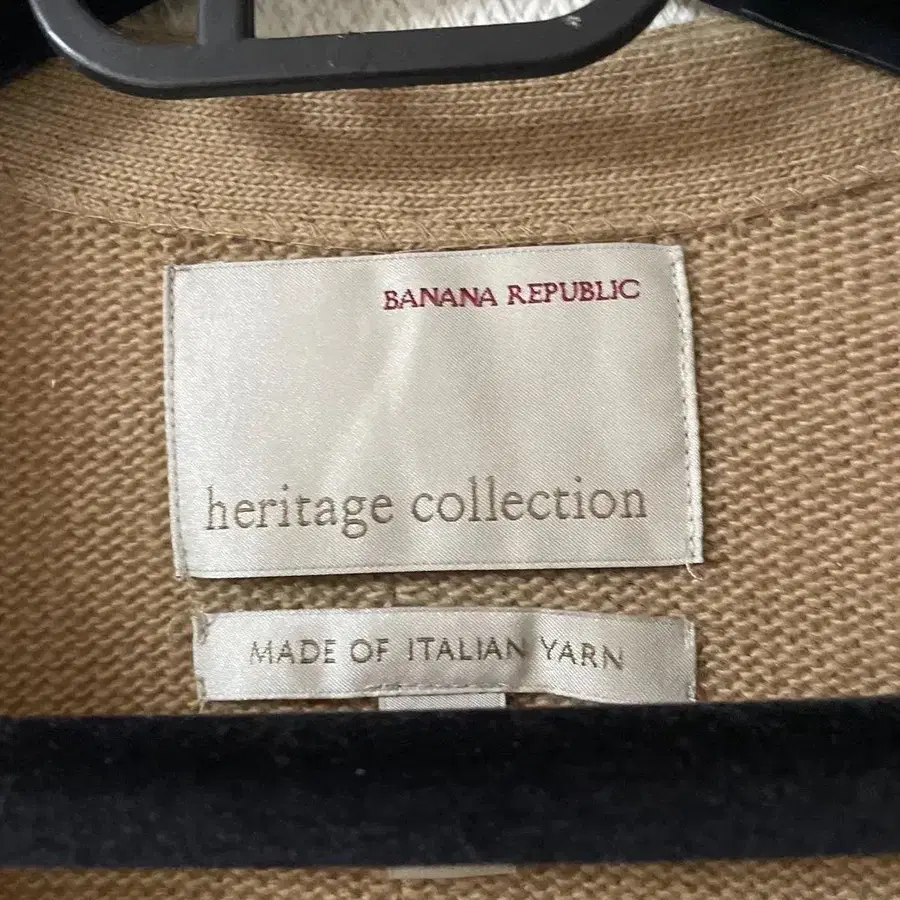 BANANA REPUBLIC
heritage collection
MADE OF ITALIAN YARN